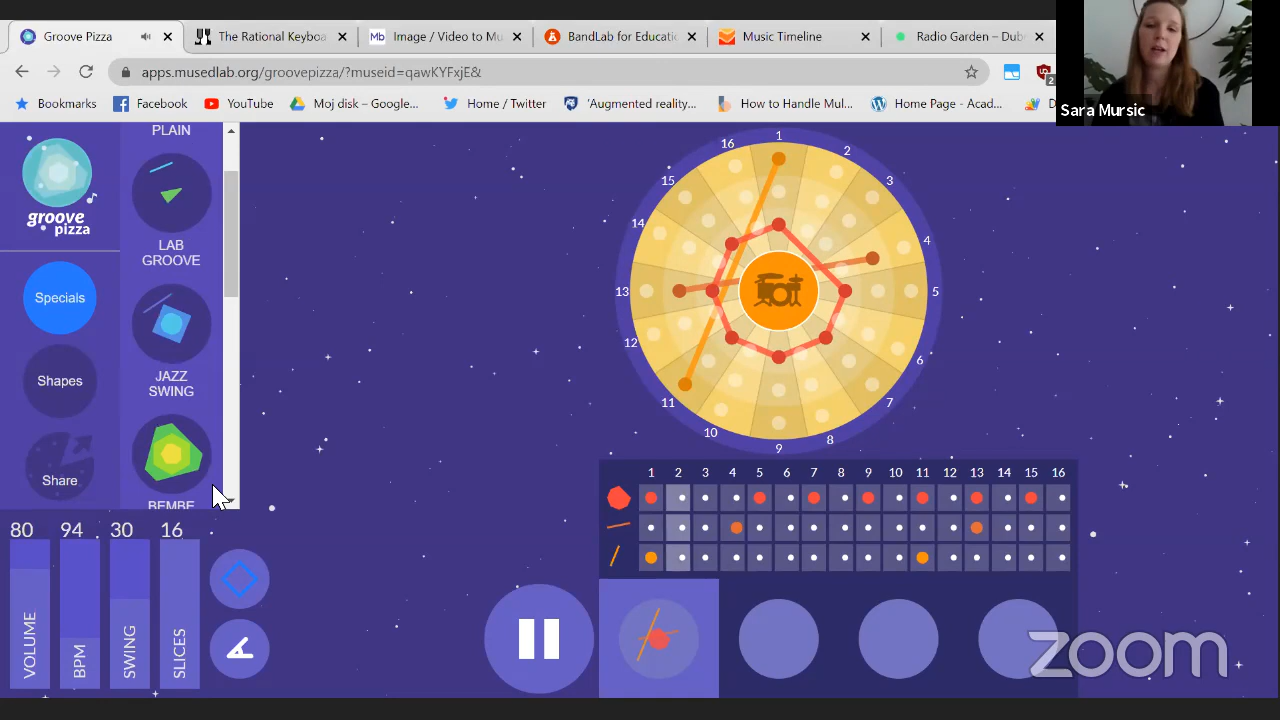 Groove Pizza
The Rational Keybo
Image / Video to Mu
BandLab for Educatio
Music Timeline
Radio Garden – Dub
apps.musedlab.org/groovepizza/?museid=qawKYFxjE&
2
Bookmarks
Facebook
YouTube
Moj disk – Google...
Home / Twitter
'Augmented reality,...
How to Handle Mul...
Home Page - Acad...
D
Sara Mursic
groove
pizza
Specials
Shapes
Share
PLAIN
LAB
GROOVE
JAZZ
SWING
BEMBE
1
2
3
4
5
6
7
8
9
10
11
12
13
14
15
16
80 94 30 16
VOLUME
BPM
SWING
SLICES
1 2 3 4 5 6 7 8 9 10 11 12 13 14 15 16
zoom